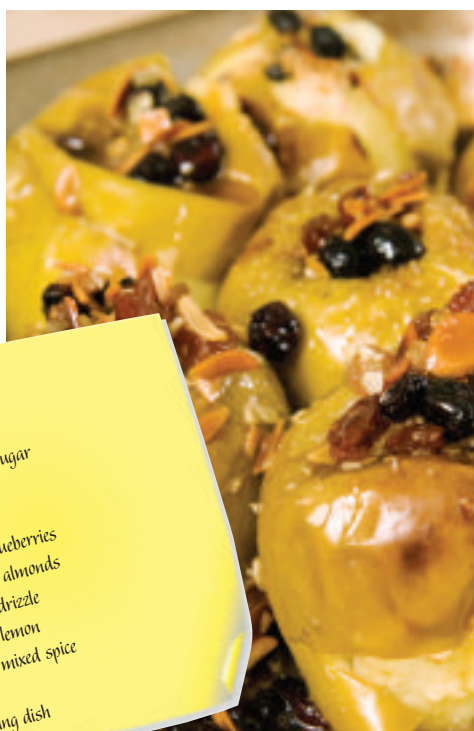 ugar
ueberries
almonds
drizzle
lemon
mixed spice
ng dish